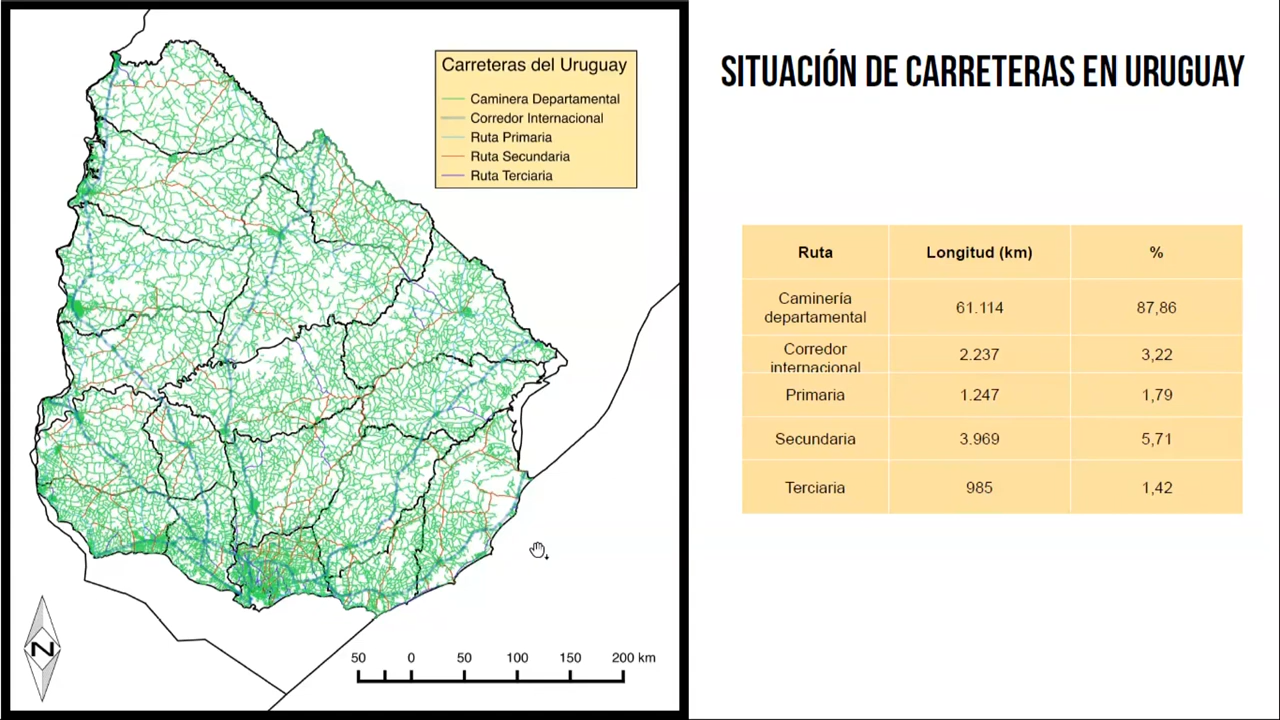 SITUACIÓN DE CARRETERAS EN URUGUAY
Carreteras del Uruguay
Caminera Departamental
Corredor Internacional
Ruta Primaria
Ruta Secundaria
Ruta Terciaria
N
50 0 50 100 150 200 km
Ruta Longitud (km) %
Caminería
departamental 61.114 87,86
Corredor
internacional 2.237 3,22
Primaria 1.247 1,79
Secundaria 3.969 5,71
Terciaria 985 1,42